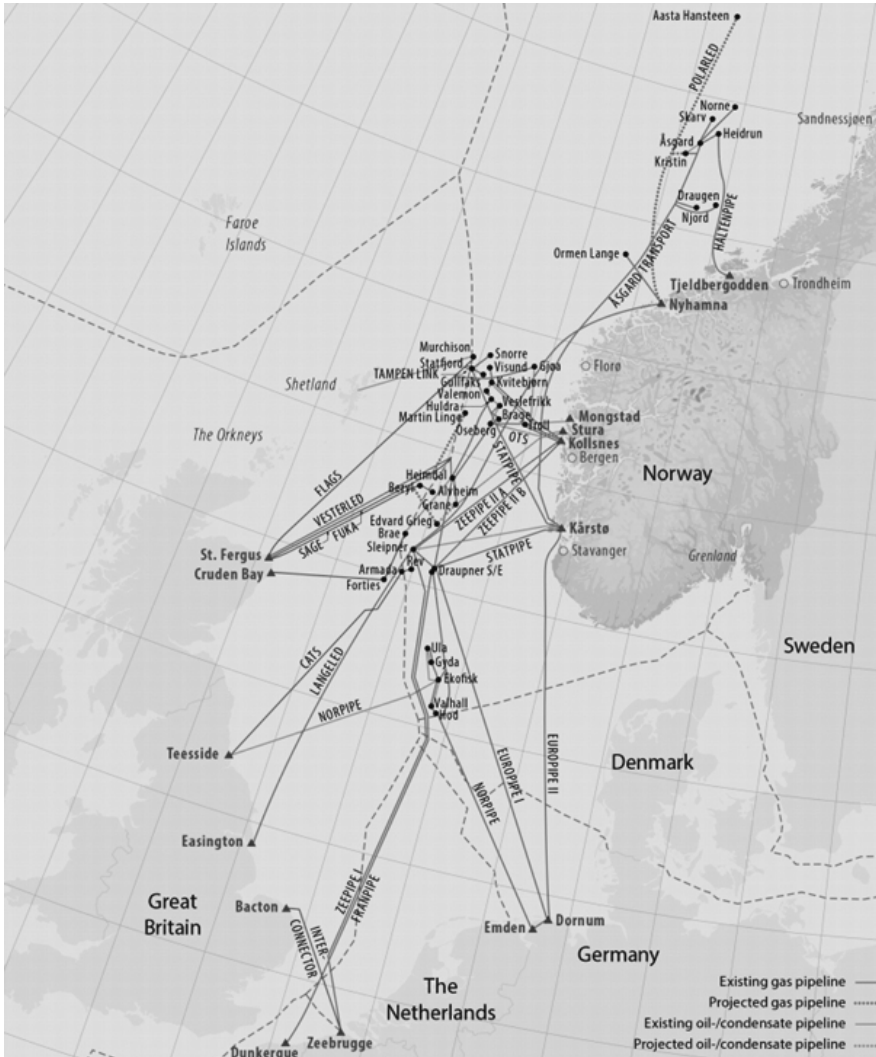 Aasta Hansteen
POLARLED
Norne
Skarv
Sandnessjøen
Åsgard
Heidrun
Kristin
Draugen
Njord
HALTENPIPE
Faroe
Islands
Ormen Lange
ÅSGARD TRANSPORT
Tjeldbergodden
Trondheim
Nyhamna
Murchison
Snorre
Statfjord
Visund
Gjøa
Florø
TAMPEN LINK
Gullfaks
Kvitebjørn
Shetland
Valemon
Huldra
Veslefrikk
Martin Linge
Brage
Mongstad
The Orkneys
Oseberg
Troll
Stura
OTS
Kollsnes
Bergen
STATPIPE
Norway
FLAGS
Heimdal
VESTERLED
Beryl
Alvheim
Grane
ZEEPIPE II A
ZEEPIPE II B
SAGE
FUKA
Edvard Grieg
Brae
Kårstø
St. Fergus
Sleipner
STATPIPE
Stavanger
Grenland
Rev
Cruden Bay
Armada
Draupner S/E
Forties
CATS
LANGELED
Ula
Gyda
Sweden
Ekofisk
NORPIPE
Valhall
Hod
Teesside
EUROPIPE II
EUROPIPE I
Denmark
NORPIPE
Easington
ZEEPIPE I
FRANPIPE
Great
Britain
Bacton
INTER-
CONNECTOR
Emden
Dornum
Germany
The
Netherlands
Existing gas pipeline
Projected gas pipeline
Existing oil-/condensate pipeline
Projected oil-/condensate pipeline
Zeebrugge
Dunkerque